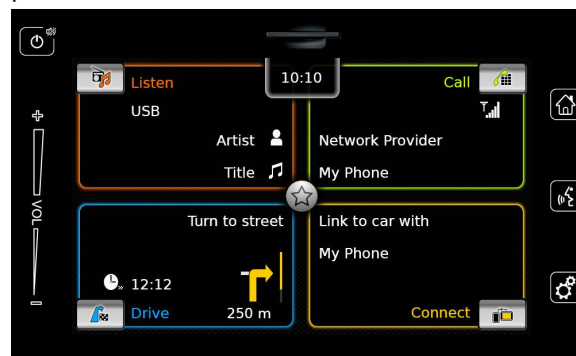 10:10
Listen
USB
Artist
Title
Call
Network Provider
My Phone
VOL
Turn to street
12:12
Drive
250 m
Link to car with
My Phone
Connect